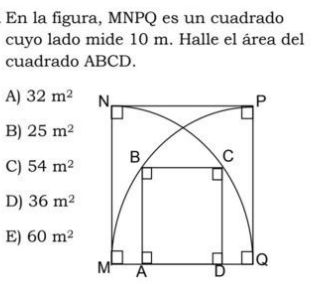 En la figura, MNPQ es un cuadrado
cuyo lado mide 10 m. Halle el área del
cuadrado ABCD.
A) 32 m²
B) 25 m²
C) 54 m²
D) 36 m²
E) 60 m²
N
P
B
C
M
A
D
Q